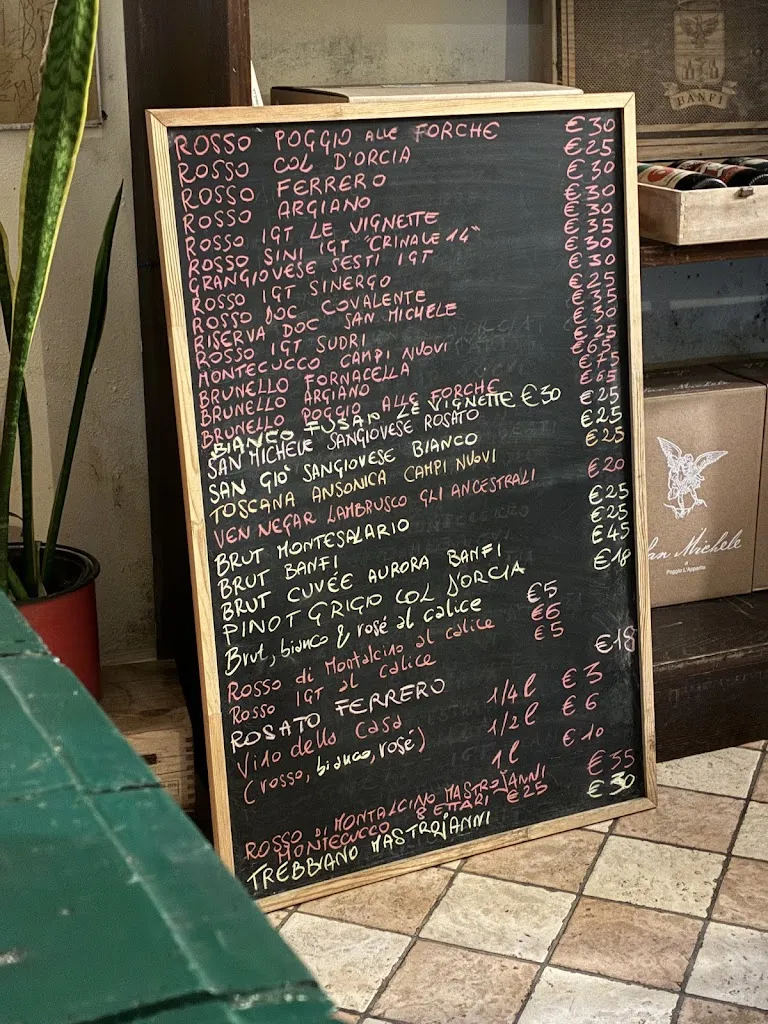 ROSSO POGGIO ALLE FORCHE €30
ROSSO COL D'ORCIA €25
ROSSO FERRERO €30
ROSSO ARGIANO €30
ROSSO IGT LE VIGNETTE €30
ROSSO SINI IGT "CRINALE 14" €35
GRANGIOVESE SESTI IGT €30
ROSSO IGT SINERGO €30
ROSSO DOC COVALENTE €25
RISERVA DOC SAN MICHELE €35
ROSSO IGT SUDRI €30
MONTECUCCO CAMPI NUOVI €25
BRUNELLO FORNACELLA €65
BRUNELLO ARGIANO €75
BRUNELLO POGGIO ALLE FORCHE €65
BIANCO FUSAN LE VIGNETTE €30
SAN MICHELE SANGIOVESE ROSATO €25
SAN GIÒ SANGIOVESE BIANCO €25
TOSCANA ANSONICA CAMPI NUOVI €25
VEN NEGAR LAMBRUSCO GLI ANCESTRALI €20
BRUT MONTESALARIO €25
BRUT BANFI €25
BRUT CUVÉE AURORA BANFI €45
PINOT GRIGIO COL D'ORCIA €18
Brut, bianco & rosé al calice €5
Rosso di Montalcino al calice €6
Rosso IGT al calice €5
ROSATO FERRERO €18
Vino della Casa 1/4 l €3
(rosso, bianco, rosé) 1/2 l €6
1 l €10
ROSSO DI MONTALCINO MASTROJANNI €35
MONTECUCCO 8 ETTARI €25
TREBBIANO MASTROJANNI €30
BANFI
San Michele
a
Poggio L'Apparita